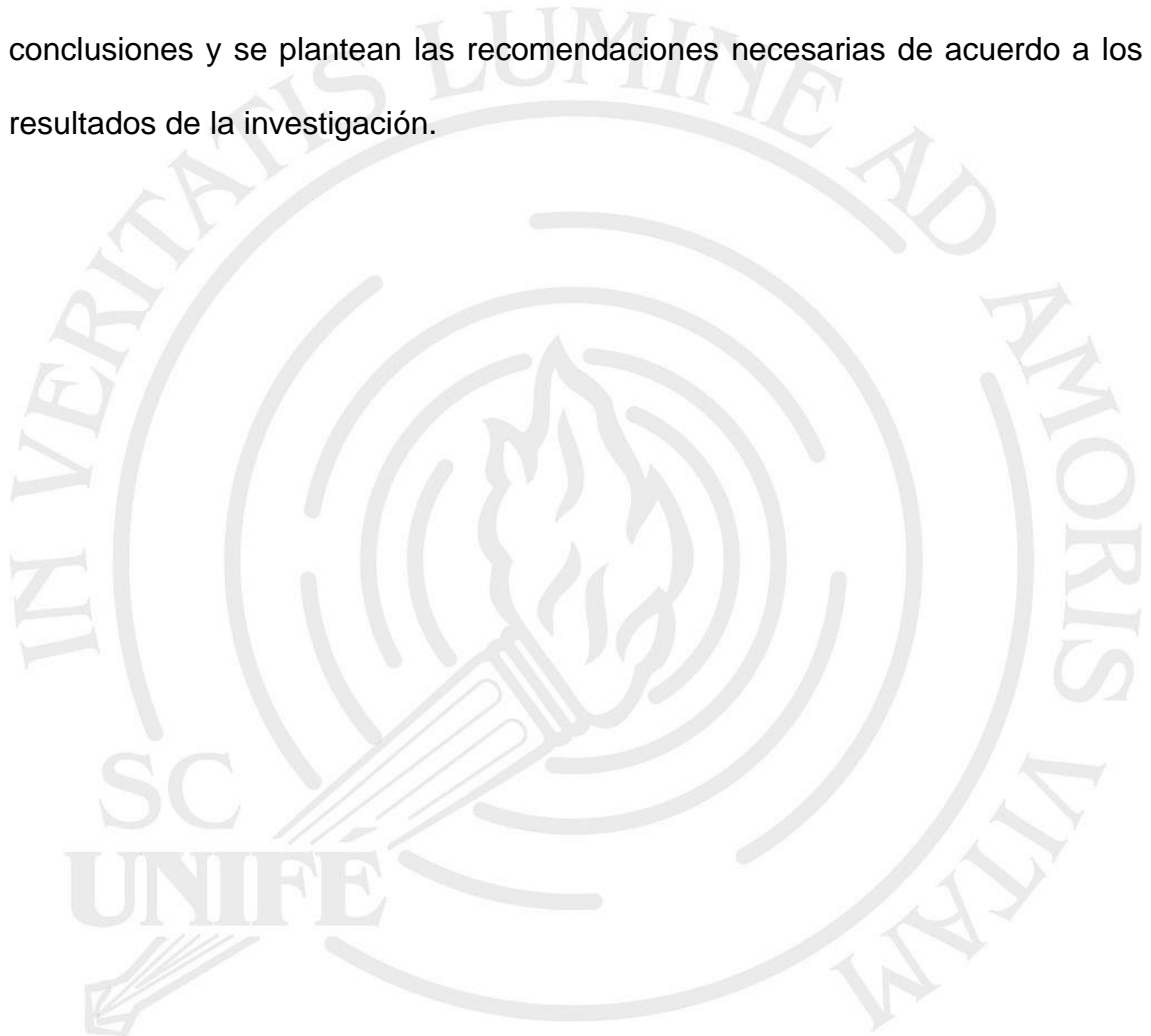 conclusiones y se plantean las recomendaciones necesarias de acuerdo a los
resultados de la investigación.
IN VERITATIS LUMINE AD AMORIS VITAM
SC
UNIFÉ